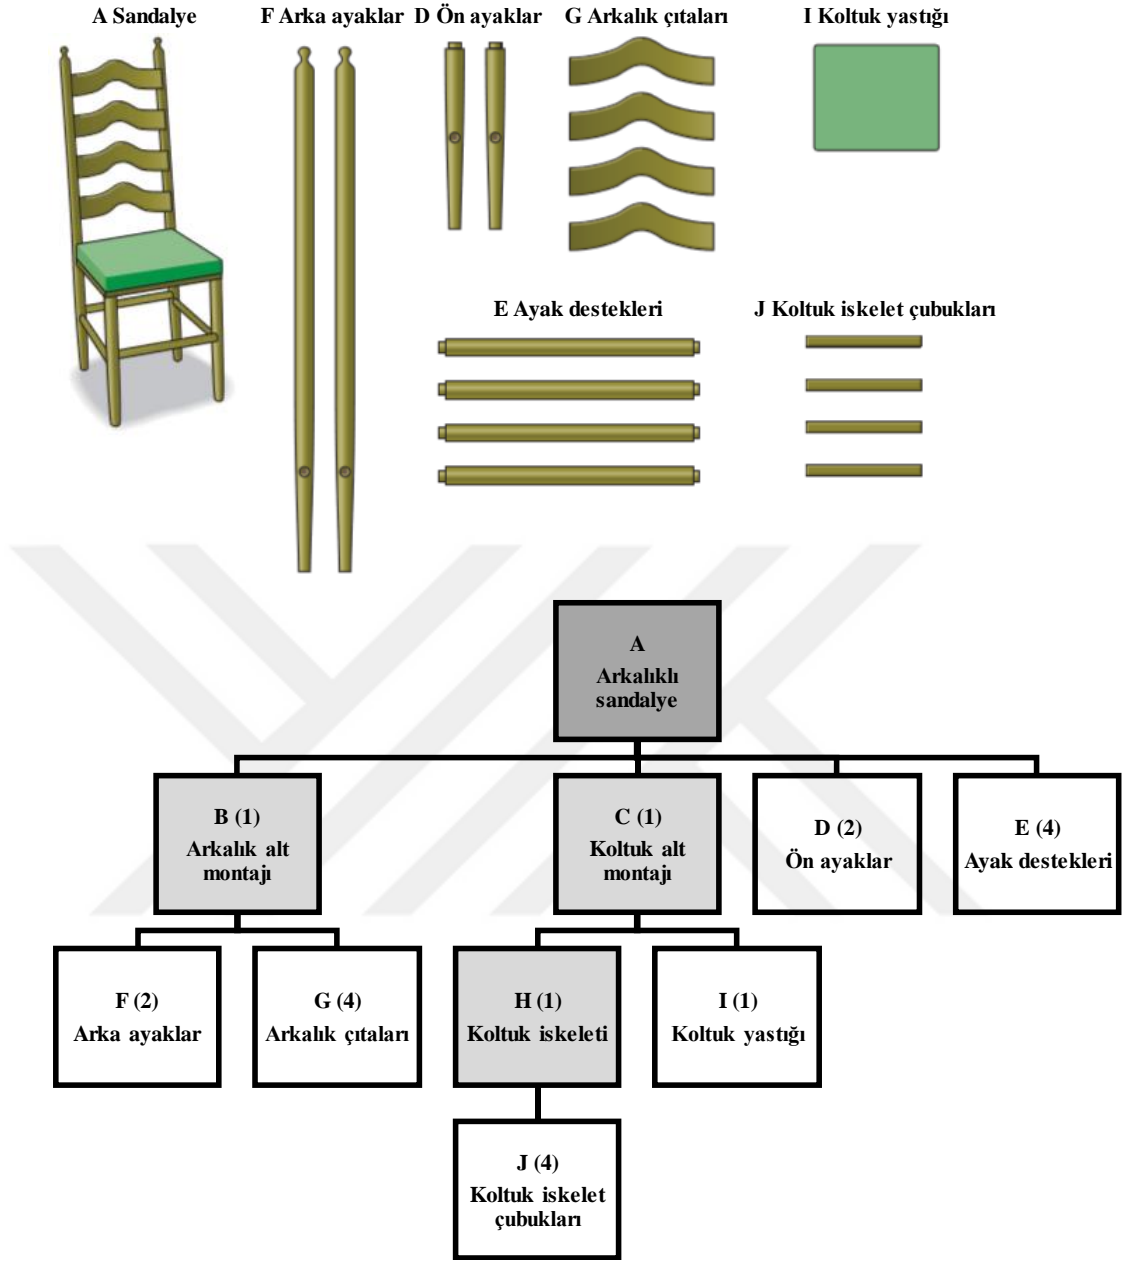 A Sandalye
F Arka ayaklar
D Ön ayaklar
G Arkalık çıtaları
I Koltuk yastığı
E Ayak destekleri
J Koltuk iskelet çubukları
A
Arkalıklı
sandalye
B (1)
Arkalık alt
montajı
C (1)
Koltuk alt
montajı
D (2)
Ön ayaklar
E (4)
Ayak destekleri
F (2)
Arka ayaklar
G (4)
Arkalık çıtaları
H (1)
Koltuk iskeleti
I (1)
Koltuk yastığı
J (4)
Koltuk iskelet
çubukları